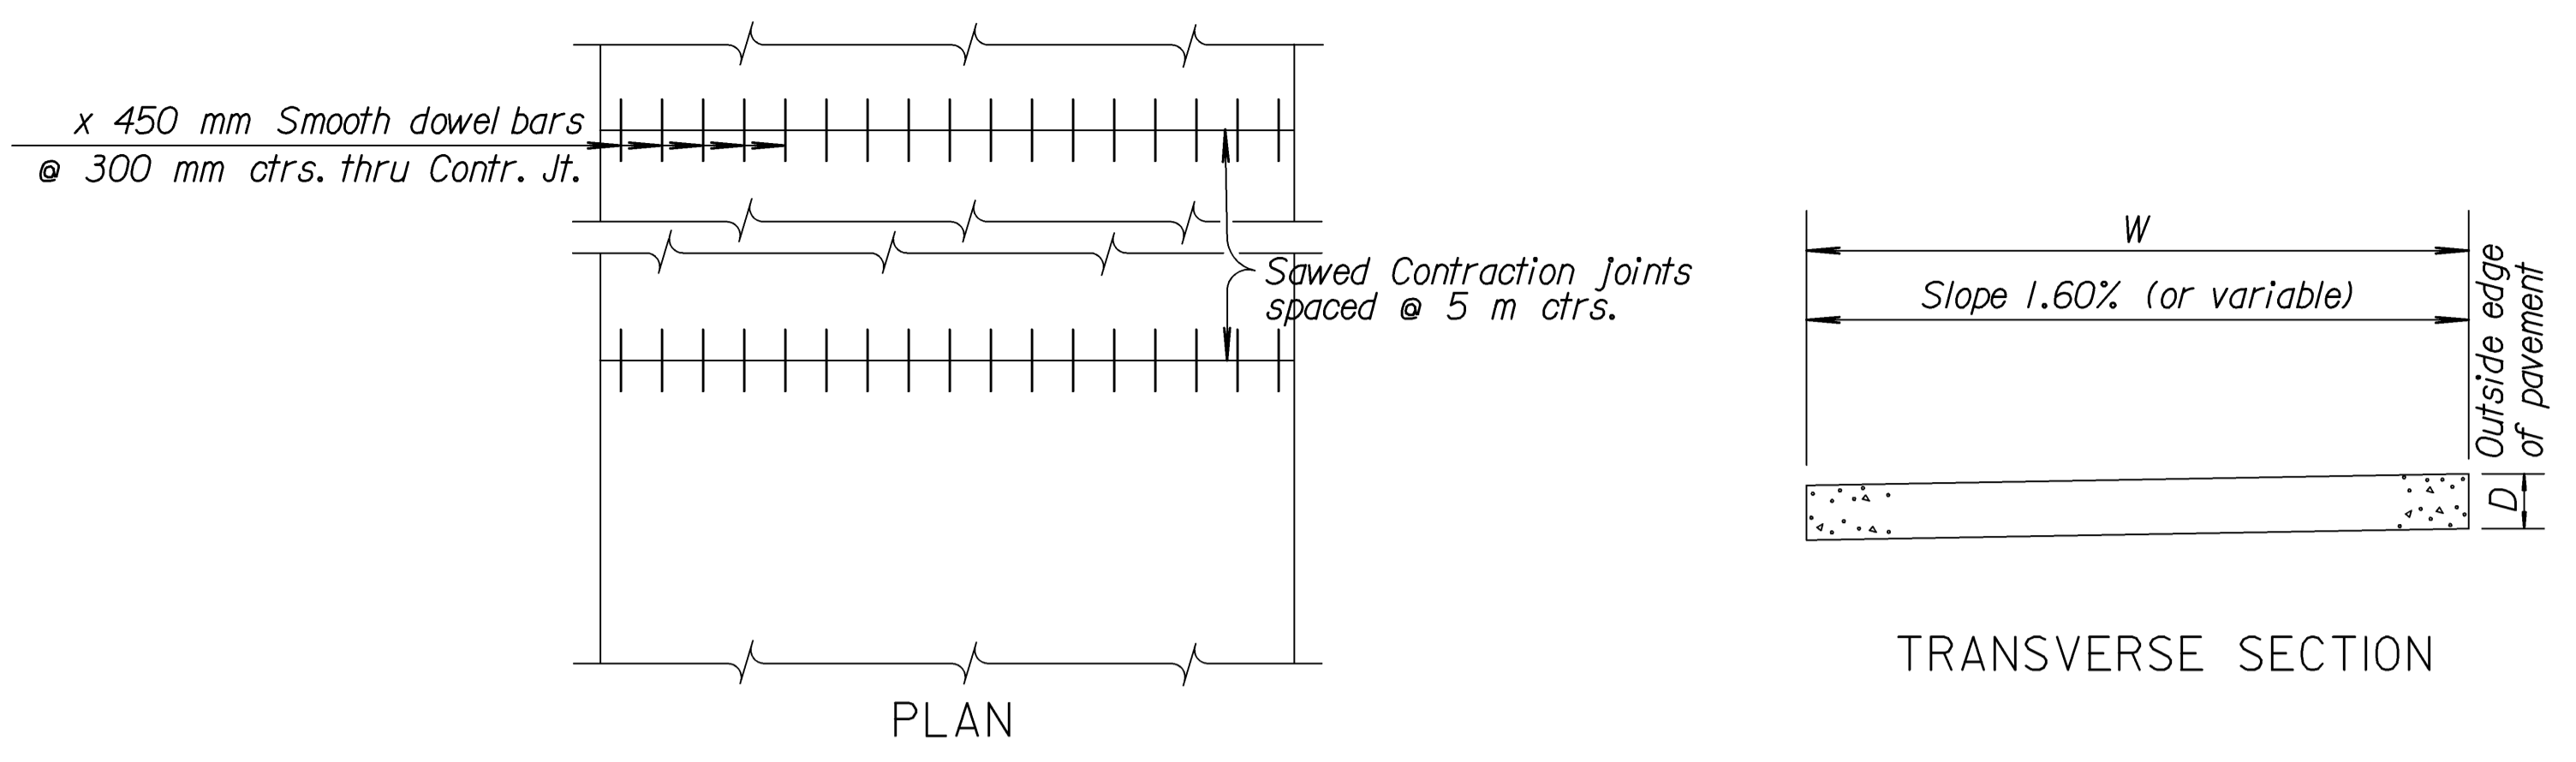 x 450 mm Smooth dowel bars
@ 300 mm ctrs. thru Contr. Jt.
Sawed Contraction joints
spaced @ 5 m ctrs.
PLAN
W
Slope 1.60% (or variable)
Outside edge
of pavement
D
TRANSVERSE SECTION